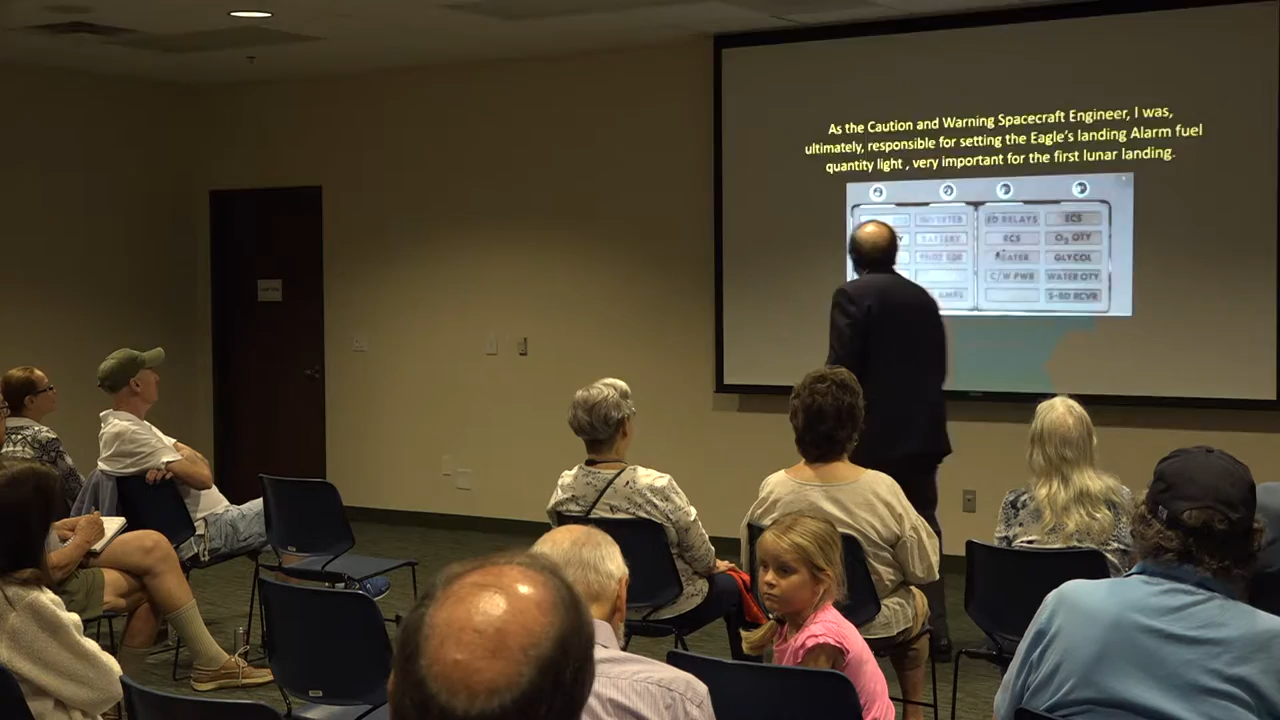 As the Caution and Warning Spacecraft Engineer, I was,
ultimately, responsible for setting the Eagle's landing Alarm fuel
quantity light , very important for the first lunar landing.
INVERTER ED RELAYS ECS
BATTERY ECS O₂ QTY
HEATER GLYCOL
C/W PWR WATER QTY
S-BD RCVR